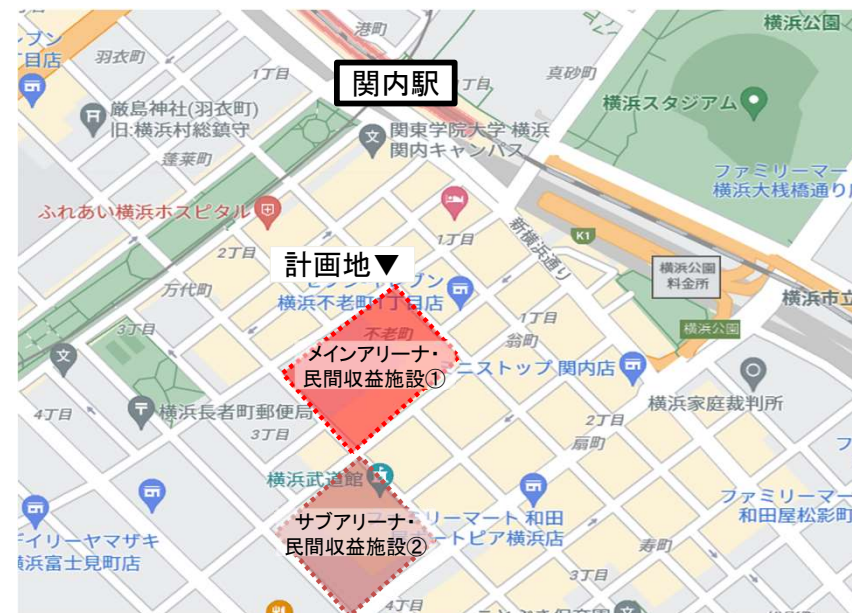 港町
横浜公園
ブン
目店
羽衣町
1丁目
関内駅
丁目
真砂町
厳島神社(羽衣町)
旧:横浜村総鎮守
関東学院大学 横浜
関内キャンパス
横浜スタジアム
蓬莱町
ファミリーマー
横浜大桟橋通り
ふれあい横浜ホスピタル
2丁目
1丁目
新横浜通り
K1
計画地▼
横浜公園
料金所
横浜市立
万代町
横浜不老町1丁目店
3丁目
不老町
1丁目
翁町
横浜公園
メインアリーナ・
民間収益施設①
ミニストップ 関内店
4丁目
横浜長者町郵便局
3丁目
横浜家庭裁判所
2丁目
扇町
横浜武道館
サブアリーナ・
民間収益施設②
ファミリーマート 和田
ートピア横浜店
ファミリーマー
和田屋松影町
デイリーヤマザキ
横浜富士見町店
寿町
3丁目
4丁目